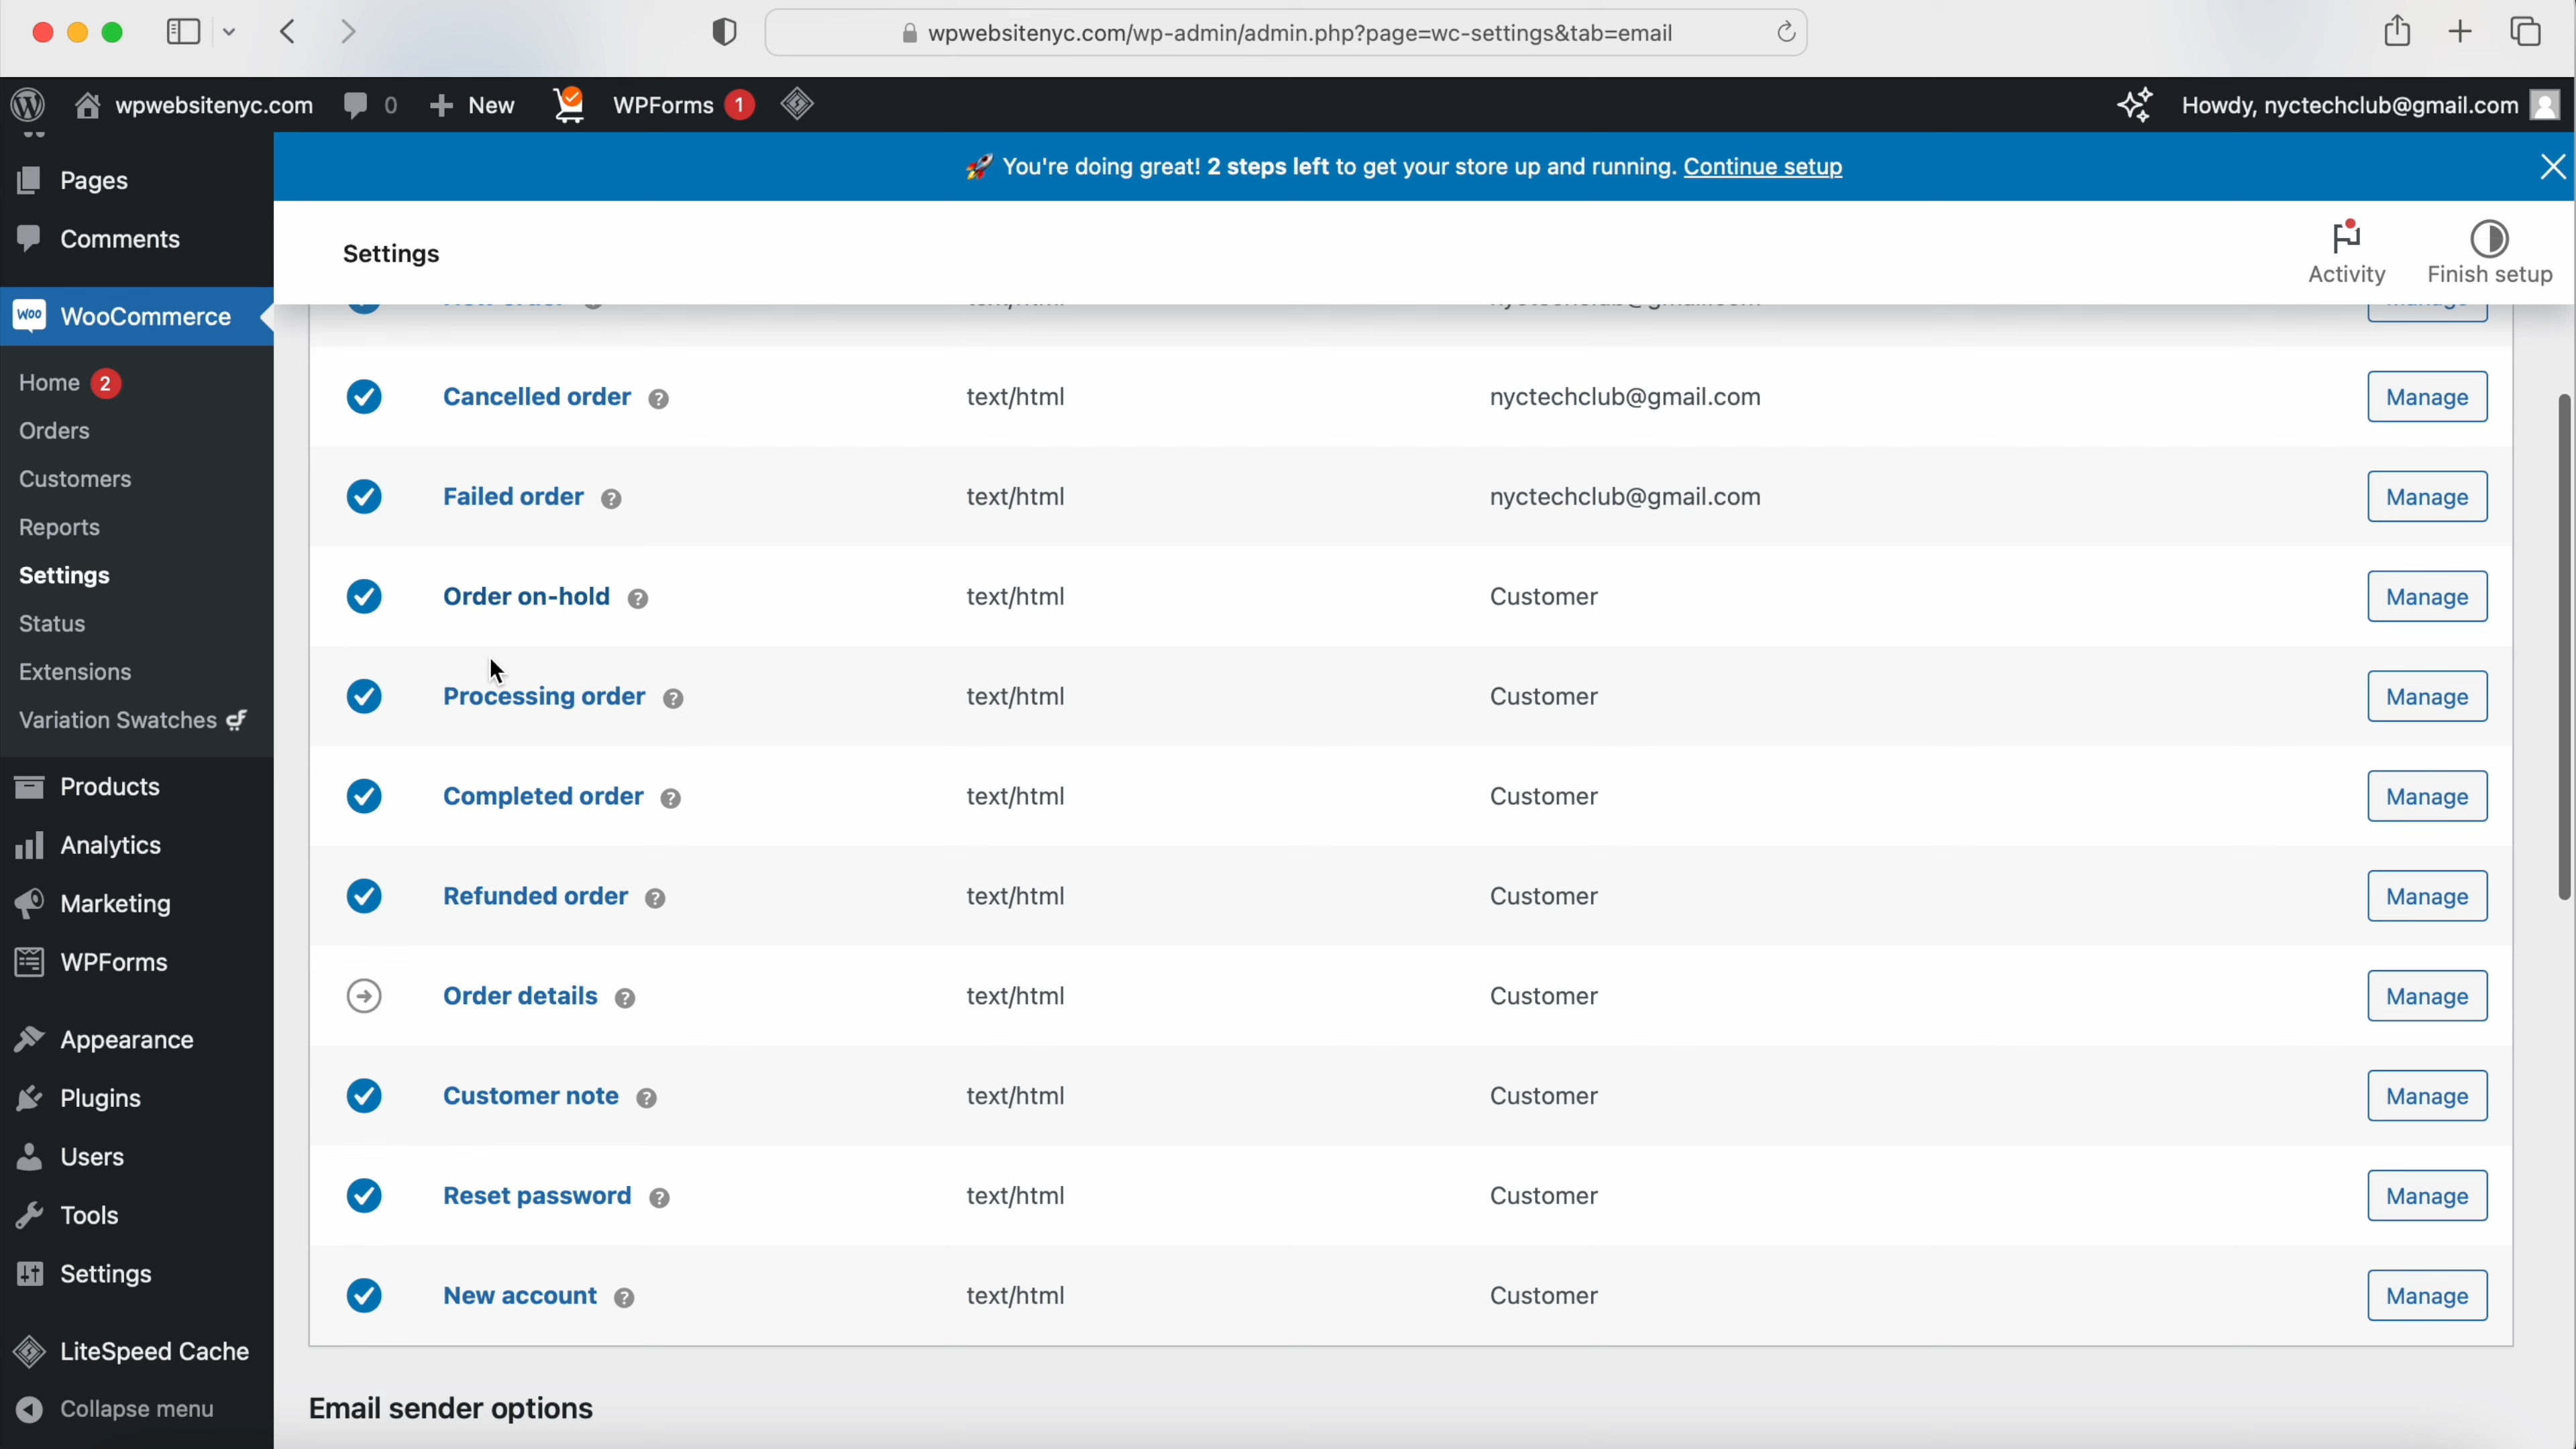 wpwebsitenyc.com/wp-admin/admin.php?page=wc-settings&tab=email
wpwebsitenyc.com 0 New WPForms 1 Howdy, nyctechclub@gmail.com
🚀 You're doing great! 2 steps left to get your store up and running. Continue setup
Settings
Activity
Finish setup
Pages
Comments
woo WooCommerce
Home 2
Orders
Customers
Reports
Settings
Status
Extensions
Variation Swatches
Products
Analytics
Marketing
WPForms
Appearance
Plugins
Users
Tools
Settings
LiteSpeed Cache
Collapse menu
Cancelled order ? text/html nyctechclub@gmail.com Manage
Failed order ? text/html nyctechclub@gmail.com Manage
Order on-hold ? text/html Customer Manage
Processing order ? text/html Customer Manage
Completed order ? text/html Customer Manage
Refunded order ? text/html Customer Manage
Order details ? text/html Customer Manage
Customer note ? text/html Customer Manage
Reset password ? text/html Customer Manage
New account ? text/html Customer Manage
Email sender options